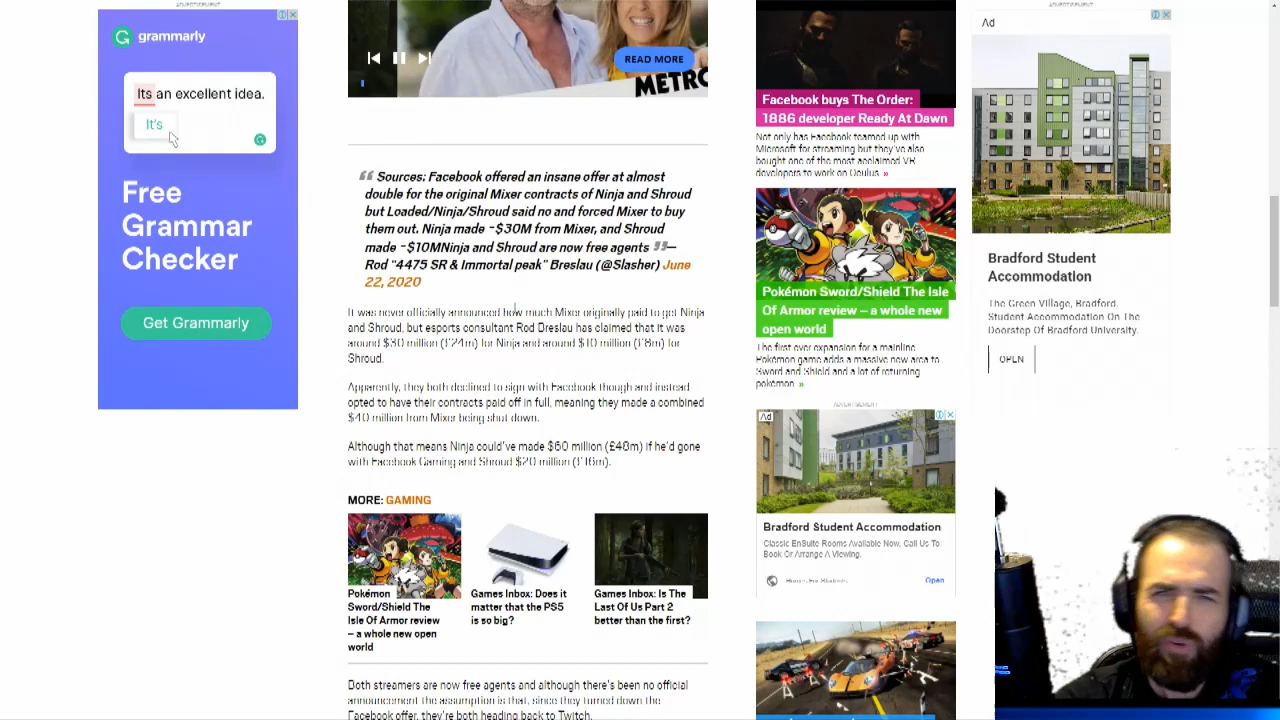 ADVERTISEMENT
grammarly
Its an excellent idea.
It's
Free
Grammar
Checker
Get Grammarly
READ MORE
METRO
Sources: Facebook offered an insane offer at almost
double for the original Mixer contracts of Ninja and Shroud
but Loaded/Ninja/Shroud said no and forced Mixer to buy
them out. Ninja made ~$30M from Mixer, and Shroud
made ~$10MNinja and Shroud are now free agents ”—
Rod "4475 SR & Immortal peak" Breslau (@Slasher) June
22, 2020
It was never officially announced how much Mixer originally paid to get Ninja
and Shroud, but esports consultant Rod Breslau has claimed that it was
around $30 million (£24m) for Ninja and around $10 million (£8m) for
Shroud.
Apparently, they both declined to sign with Facebook though and instead
opted to have their contracts paid off in full, meaning they made a combined
$40 million from Mixer being shut down.
Although that means Ninja could've made $60 million (£48m) if he'd gone
with Facebook Gaming and Shroud $20 million (£16m).
MORE: GAMING
Pokémon
Sword/Shield The
Isle Of Armor review
– a whole new open
world
Games Inbox: Does it
matter that the PS5
is so big?
Games Inbox: Is The
Last Of Us Part 2
better than the first?
Both streamers are now free agents and although there's been no official
announcement the assumption is that, since they turned down the
Facebook offer, they're both heading back to Twitch.
Facebook buys The Order:
1886 developer Ready At Dawn
Not only has Facebook teamed up with
Microsoft for streaming but they've also
bought one of the most acclaimed VR
developers to work on Oculus. »
Pokémon Sword/Shield The Isle
Of Armor review – a whole new
open world
The first ever expansion for a mainline
Pokémon game adds a massive new area to
Sword and Shield and a lot of returning
pokémon »
ADVERTISEMENT
Ad
Bradford Student Accommodation
Classic EnSuite Rooms Available Now. Call Us To
Book Or Arrange A Viewing.
Open
ADVERTISEMENT
Ad
Bradford Student
Accommodation
The Green Village, Bradford.
Student Accommodation On The
Doorstep Of Bradford University.
OPEN